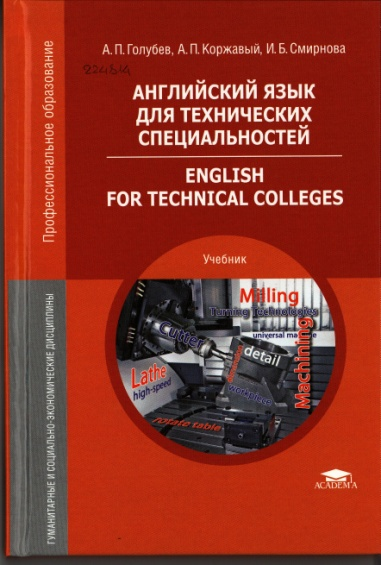 А. П. Голубев, А. П. Коржавый, И. Б. Смирнова
224814
АНГЛИЙСКИЙ ЯЗЫК
ДЛЯ ТЕХНИЧЕСКИХ
СПЕЦИАЛЬНОСТЕЙ
ENGLISH
FOR TECHNICAL COLLEGES
Учебник
Milling
Turning Technologies
universal machine
Cutter
detail
Machining
Lathe
high-speed
workpiece
rotate table
ACADEMA
Профессиональное образование
ГУМАНИТАРНЫЕ И СОЦИАЛЬНО-ЭКОНОМИЧЕСКИЕ ДИСЦИПЛИНЫ